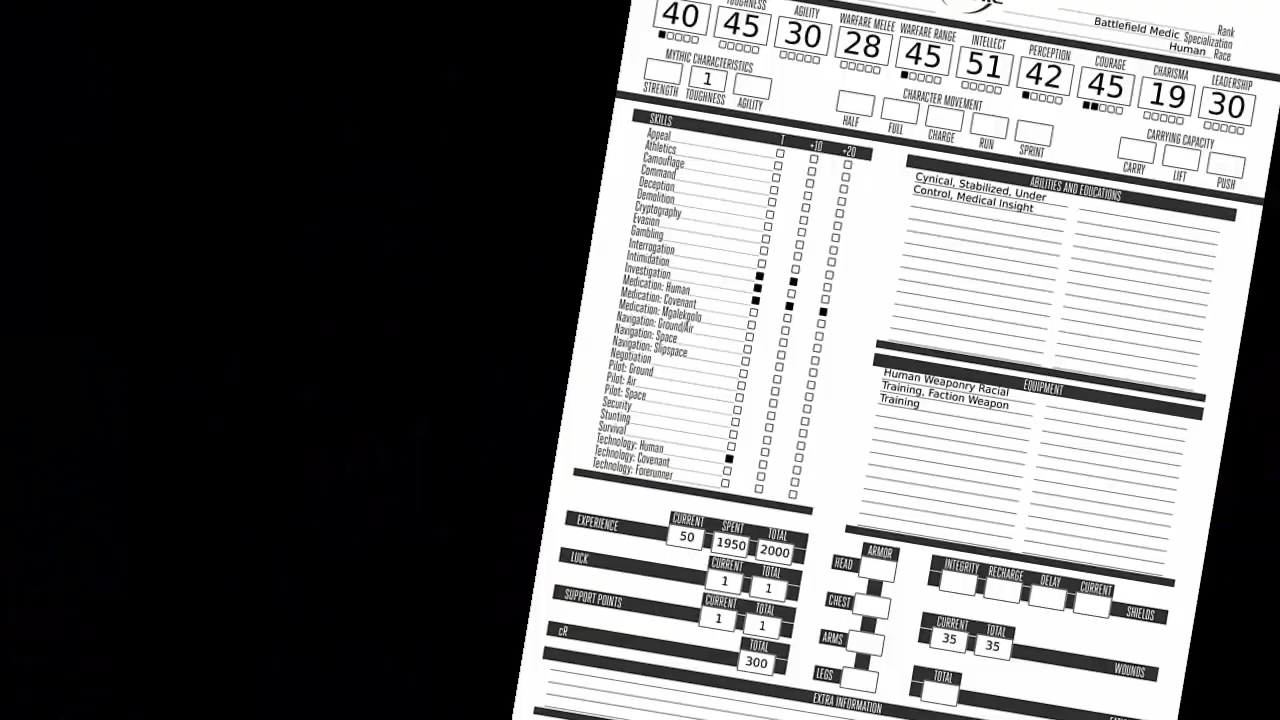 Rank
Battlefield Medic Specialization
Human Race
TOUGHNESS AGILITY WARFARE MELEE WARFARE RANGE INTELLECT PERCEPTION COURAGE CHARISMA LEADERSHIP
40 45 30 28 45 51 42 45 19 30
MYTHIC CHARACTERISTICS
1
STRENGTH TOUGHNESS AGILITY
CHARACTER MOVEMENT
HALF FULL CHARGE RUN SPRINT
CARRYING CAPACITY
CARRY LIFT PUSH
SKILLS T +10 +20
Appeal
Athletics
Camouflage
Command
Deception
Demolition
Cryptography
Evasion
Gambling
Interrogation
Intimidation
Investigation
Medication: Human
Medication: Covenant
Medication: Mgalekgolo
Navigation: Ground/Air
Navigation: Space
Navigation: Slipspace
Negotiation
Pilot: Ground
Pilot: Air
Pilot: Space
Security
Stunting
Survival
Technology: Human
Technology: Covenant
Technology: Forerunner
ABILITIES AND EDUCATIONS
Cynical, Stabilized, Under
Control, Medical Insight
EQUIPMENT
Human Weaponry Racial
Training, Faction Weapon
Training
EXPERIENCE CURRENT SPENT TOTAL
50 1950 2000
LUCK CURRENT TOTAL
1 1
SUPPORT POINTS CURRENT TOTAL
1 1
cR TOTAL
300
ARMOR
HEAD
CHEST
ARMS
LEGS
INTEGRITY RECHARGE DELAY CURRENT
SHIELDS
CURRENT TOTAL
35 35
WOUNDS
TOTAL
EXTRA INFORMATION